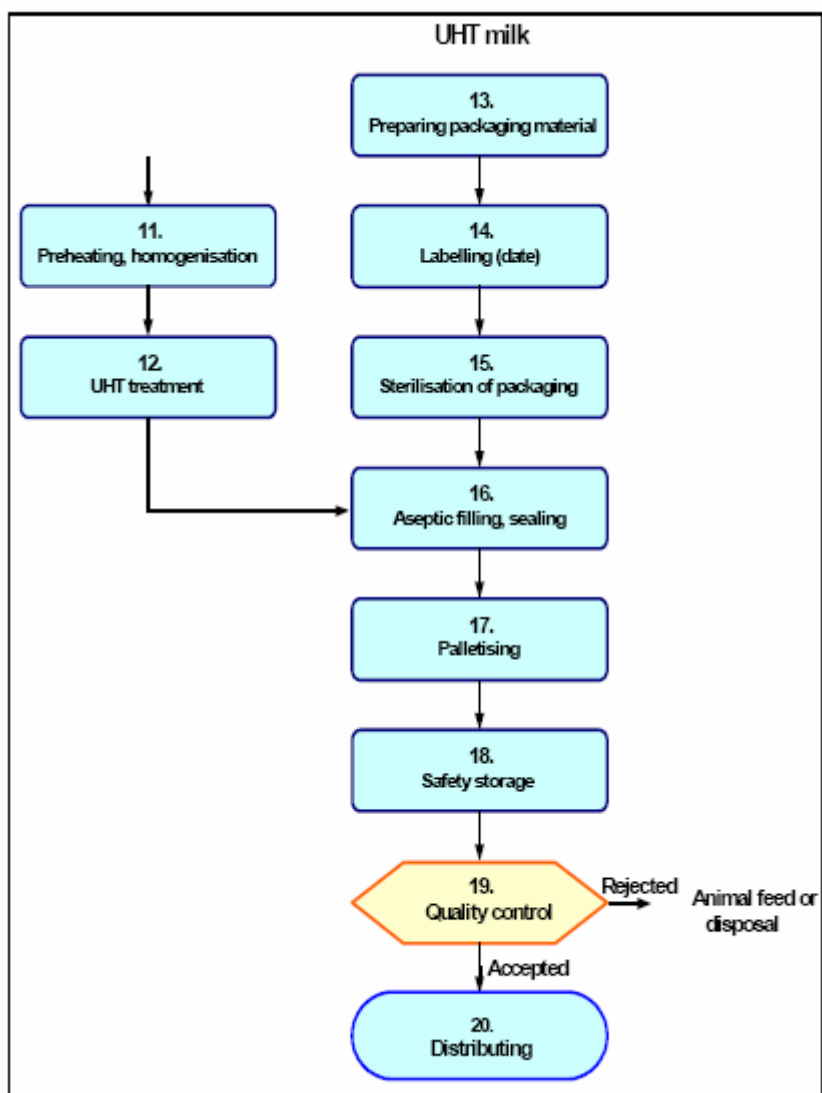 UHT milk
13.
Preparing packaging material
11.
Preheating, homogenisation
14.
Labelling (date)
12.
UHT treatment
15.
Sterilisation of packaging
16.
Aseptic filling, sealing
17.
Palletising
18.
Safety storage
19.
Quality control
Rejected
Animal feed or
disposal
Accepted
20.
Distributing